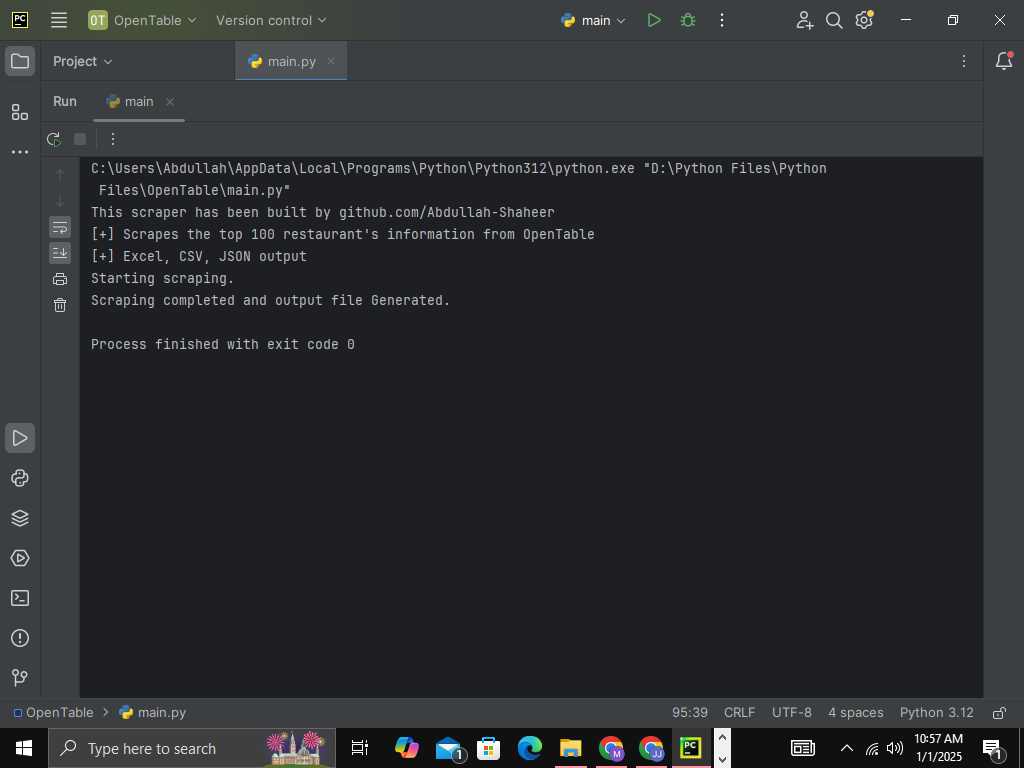 PC
OT OpenTable Version control main
Project main.py
Run main
C:\Users\Abdullah\AppData\Local\Programs\Python\Python312\python.exe "D:\Python Files\Python
Files\OpenTable\main.py"
This scraper has been built by github.com/Abdullah-Shaheer
[+] Scrapes the top 100 restaurant's information from OpenTable
[+] Excel, CSV, JSON output
Starting scraping.
Scraping completed and output file Generated.
Process finished with exit code 0
OpenTable main.py 95:39 CRLF UTF-8 4 spaces Python 3.12
Type here to search 1 M JJ PC 10:57 AM 1
1/1/2025